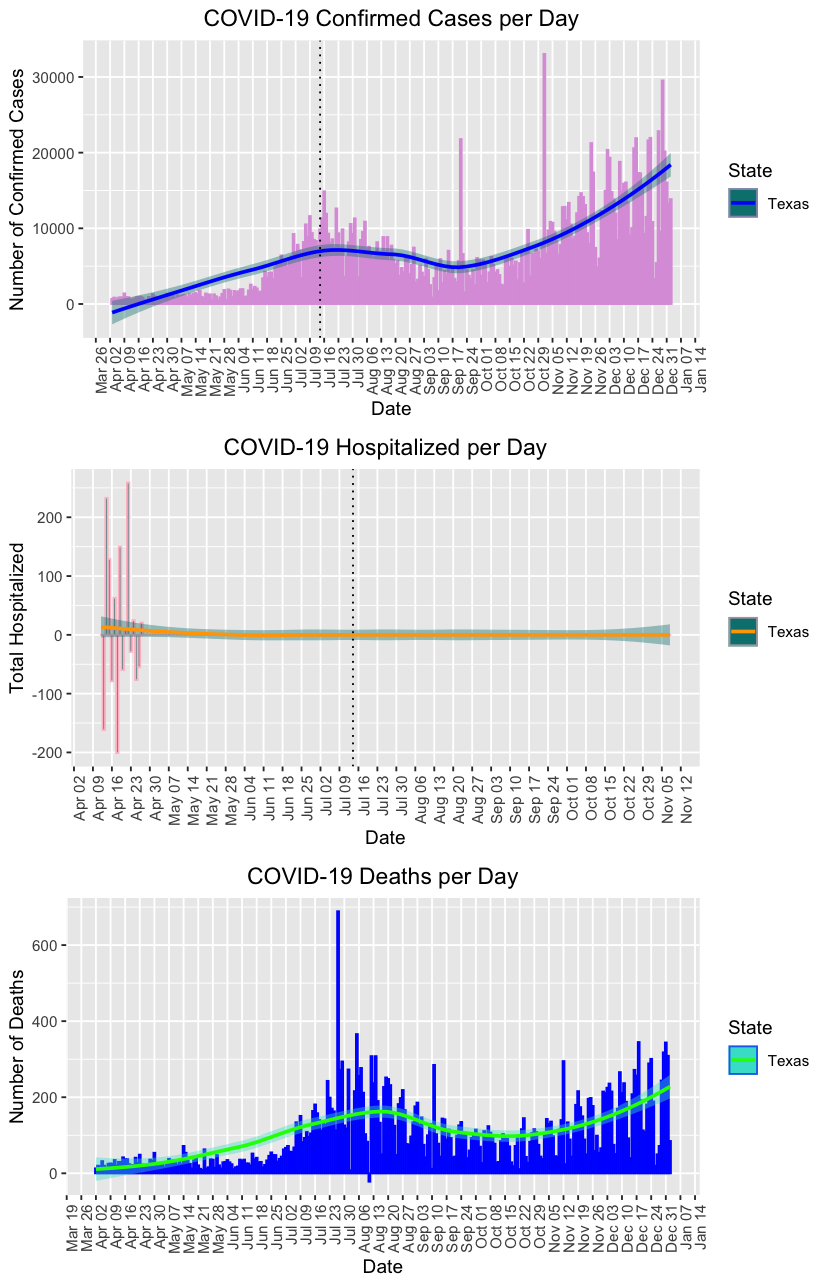 COVID-19 Confirmed Cases per Day
Number of Confirmed Cases
30000
20000
10000
0
Mar 26
Apr 02
Apr 09
Apr 16
Apr 23
Apr 30
May 07
May 14
May 21
May 28
Jun 04
Jun 11
Jun 18
Jun 25
Jul 02
Jul 09
Jul 16
Jul 23
Jul 30
Aug 06
Aug 13
Aug 20
Aug 27
Sep 03
Sep 10
Sep 17
Sep 24
Oct 01
Oct 08
Oct 15
Oct 22
Oct 29
Nov 05
Nov 12
Nov 19
Nov 26
Dec 03
Dec 10
Dec 17
Dec 24
Dec 31
Jan 07
Jan 14
Date
State
Texas
COVID-19 Hospitalized per Day
Total Hospitalized
200
100
0
-100
-200
Apr 02
Apr 09
Apr 16
Apr 23
Apr 30
May 07
May 14
May 21
May 28
Jun 04
Jun 11
Jun 18
Jun 25
Jul 02
Jul 09
Jul 16
Jul 23
Jul 30
Aug 06
Aug 13
Aug 20
Aug 27
Sep 03
Sep 10
Sep 17
Sep 24
Oct 01
Oct 08
Oct 15
Oct 22
Oct 29
Nov 05
Nov 12
Date
State
Texas
COVID-19 Deaths per Day
Number of Deaths
600
400
200
0
Mar 19
Mar 26
Apr 02
Apr 09
Apr 16
Apr 23
Apr 30
May 07
May 14
May 21
May 28
Jun 04
Jun 11
Jun 18
Jun 25
Jul 02
Jul 09
Jul 16
Jul 23
Jul 30
Aug 06
Aug 13
Aug 20
Aug 27
Sep 03
Sep 10
Sep 17
Sep 24
Oct 01
Oct 08
Oct 15
Oct 22
Oct 29
Nov 05
Nov 12
Nov 19
Nov 26
Dec 03
Dec 10
Dec 17
Dec 24
Dec 31
Jan 07
Jan 14
Date
State
Texas